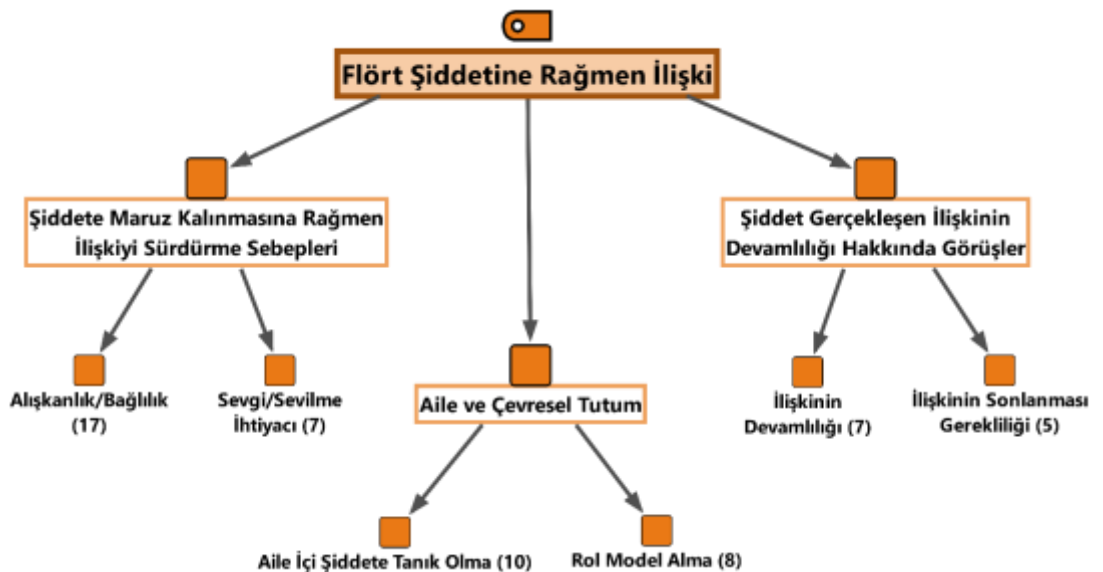 Flört Şiddetine Rağmen İlişki
Şiddete Maruz Kalınmasına Rağmen
İlişkiyi Sürdürme Sebepleri
Şiddet Gerçekleşen İlişkinin
Devamlılığı Hakkında Görüşler
Alışkanlık/Bağlılık
(17)
Sevgi/Sevilme
İhtiyacı (7)
Aile ve Çevresel Tutum
İlişkinin
Devamlılığı (7)
İlişkinin Sonlanması
Gerekliliği (5)
Aile İçi Şiddete Tanık Olma (10)
Rol Model Alma (8)